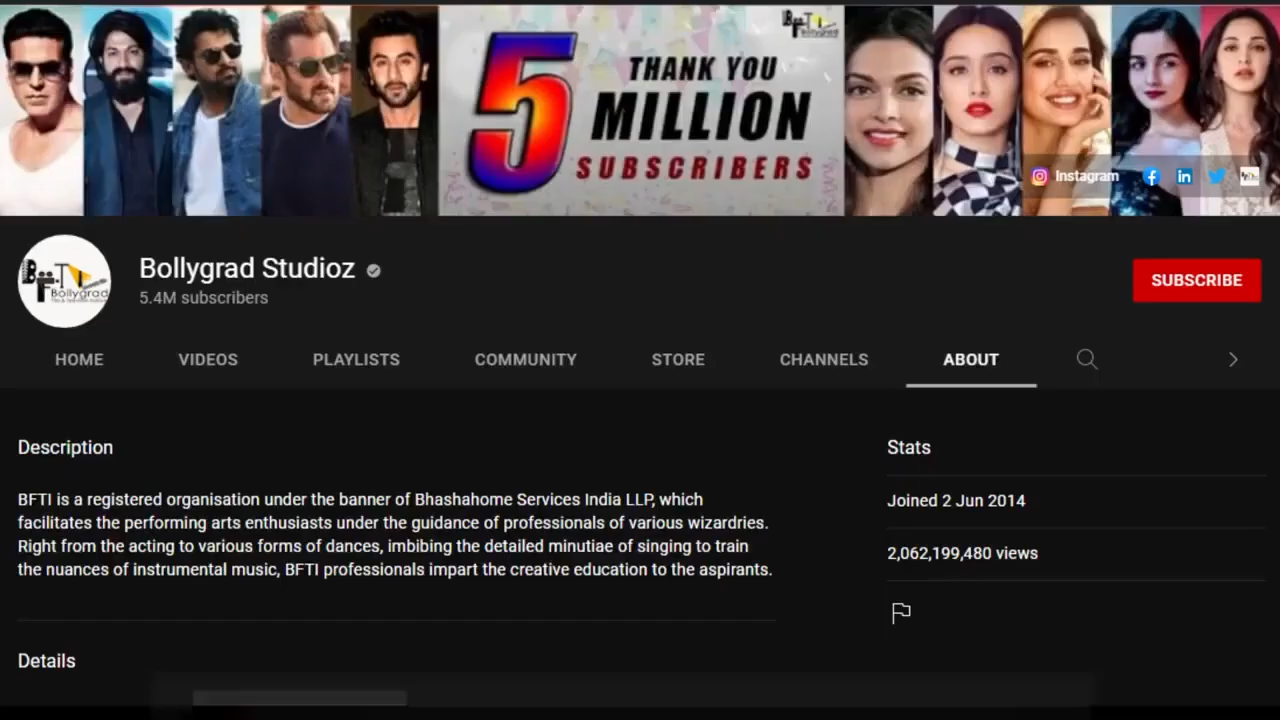 5
THANK YOU
MILLION
SUBSCRIBERS
Instagram
Bollygrad
Bollygrad Studioz
5.4M subscribers
SUBSCRIBE
HOME VIDEOS PLAYLISTS COMMUNITY STORE CHANNELS ABOUT
Description
BFTI is a registered organisation under the banner of Bhashahome Services India LLP, which
facilitates the performing arts enthusiasts under the guidance of professionals of various wizardries.
Right from the acting to various forms of dances, imbibing the detailed minutiae of singing to train
the nuances of instrumental music, BFTI professionals impart the creative education to the aspirants.
Stats
Joined 2 Jun 2014
2,062,199,480 views
Details